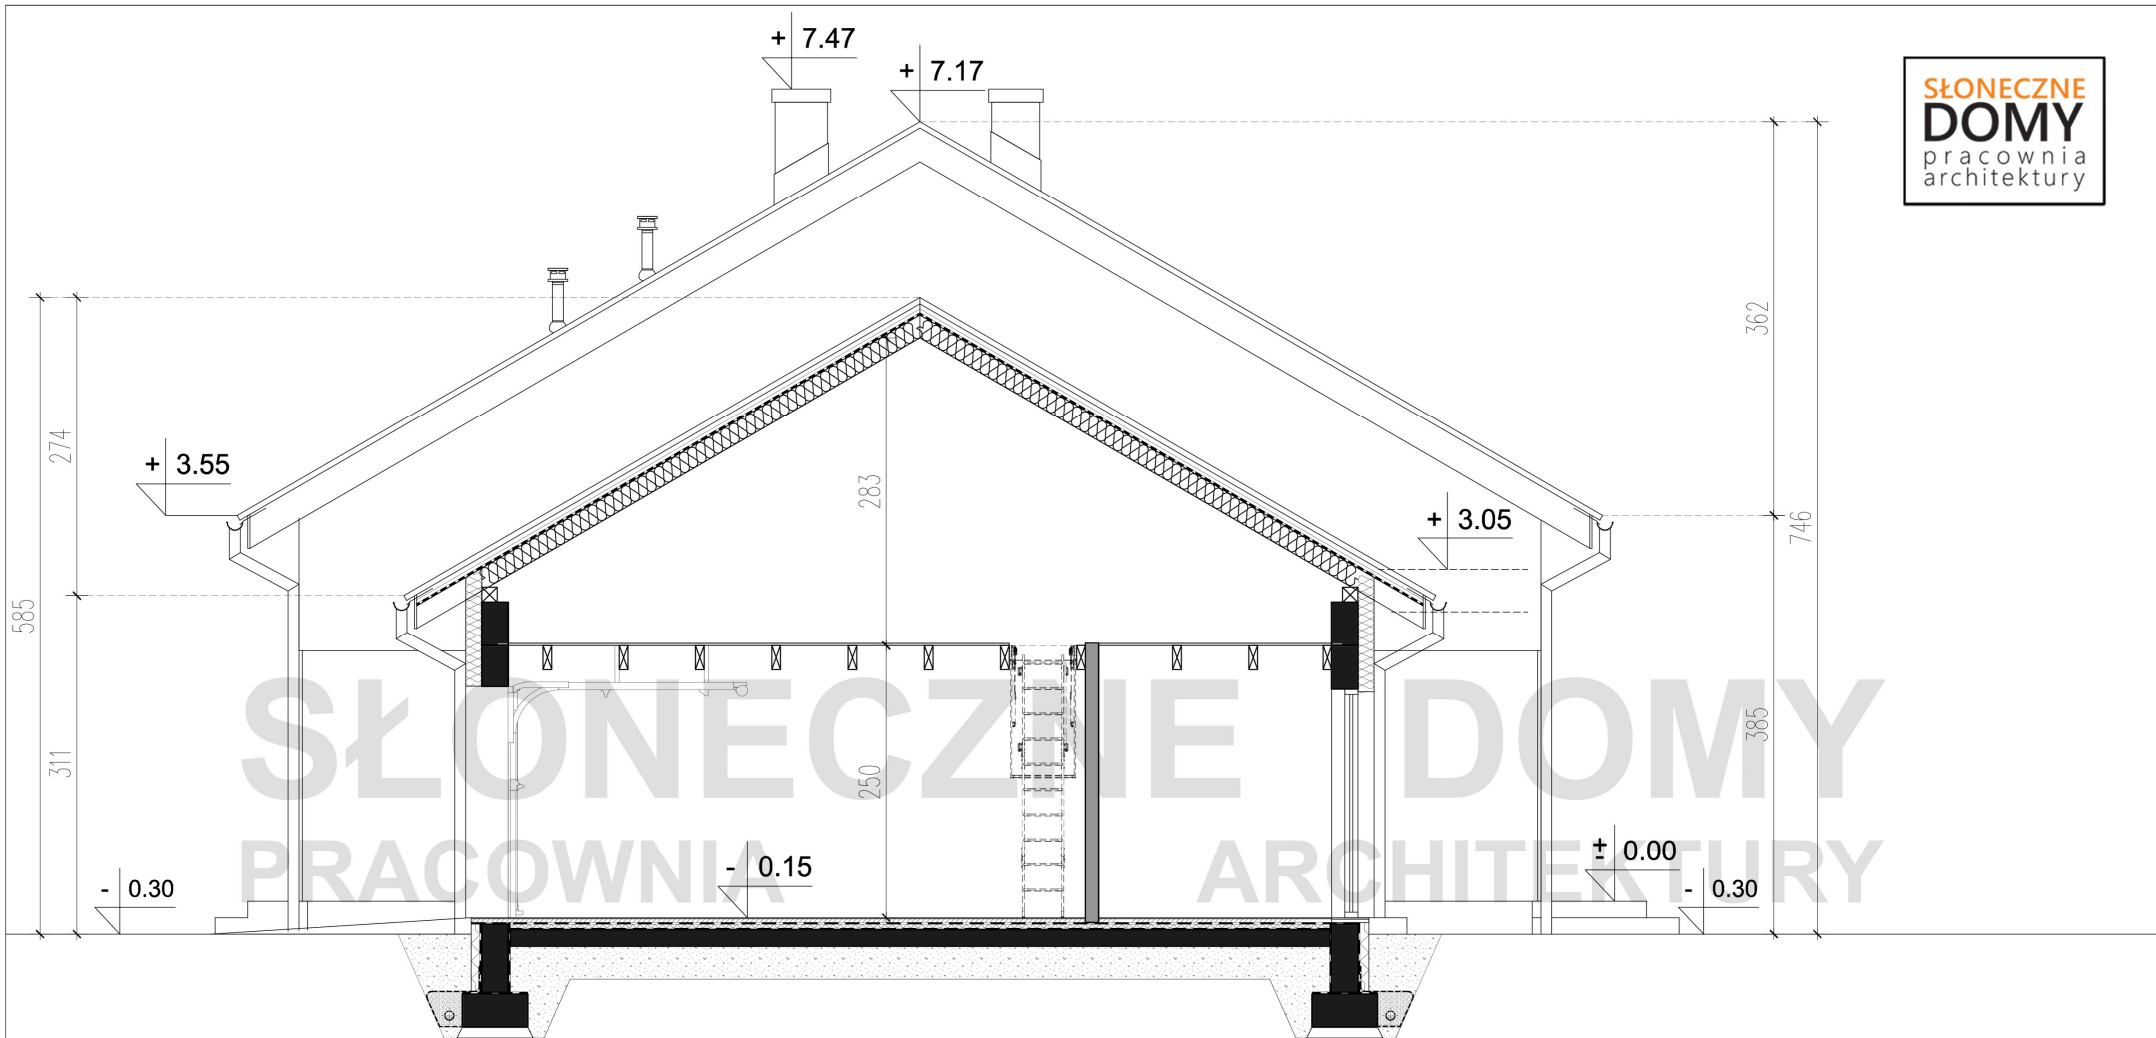 + 7.47
+ 7.17
SŁONECZNE
DOMY
pracownia
architektury
362
274
+ 3.55
283
+ 3.05
746
585
385
311
SŁONECZNE DOMY
250
PRACOWNIA ARCHITEKTURY
- 0.15
± 0.00
- 0.30
- 0.30